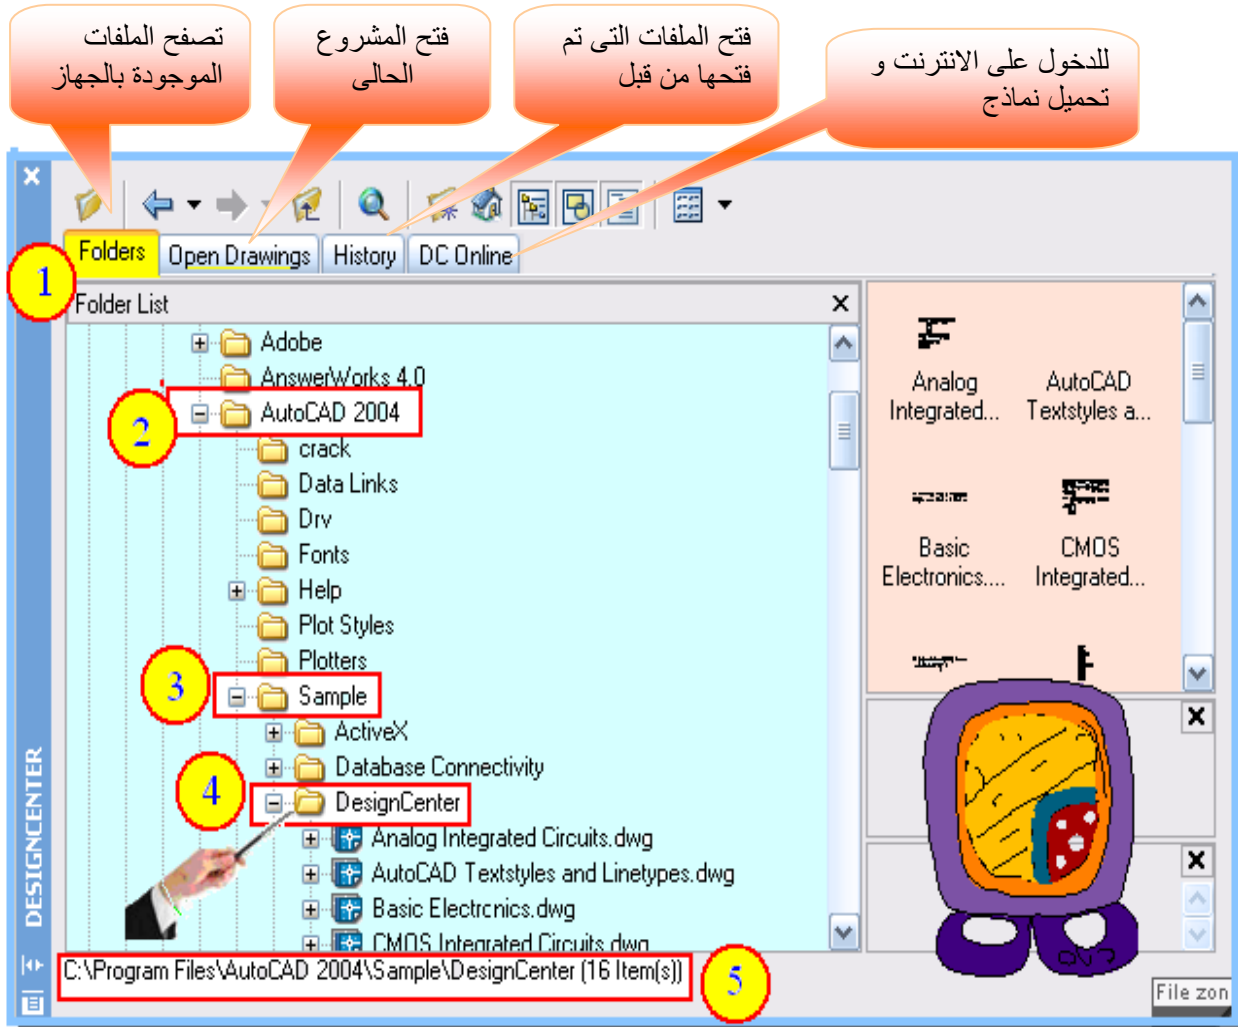 تصفح الملفات
الموجودة بالجهاز
فتح المشروع
الحالى
فتح الملفات التى تم
فتحها من قبل
للدخول على الانترنت و
تحميل نماذج
Folders
Open Drawings
History
DC Online
1
Folder List
Adobe
AnswerWorks 4.0
2
AutoCAD 2004
crack
Data Links
Drv
Fonts
Help
Plot Styles
Plotters
3
Sample
ActiveX
Database Connectivity
4
DesignCenter
Analog Integrated Circuits.dwg
AutoCAD Textstyles and Linetypes.dwg
Basic Electrcnics.dwg
CMOS Integrated Circuits.dwg
C:\Program Files\AutoCAD 2004\Sample\DesignCenter (16 Item(s))
5
Analog
Integrated...
AutoCAD
Textstyles a...
Basic
Electronics....
CMOS
Integrated...
DESIGNCENTER
File zon